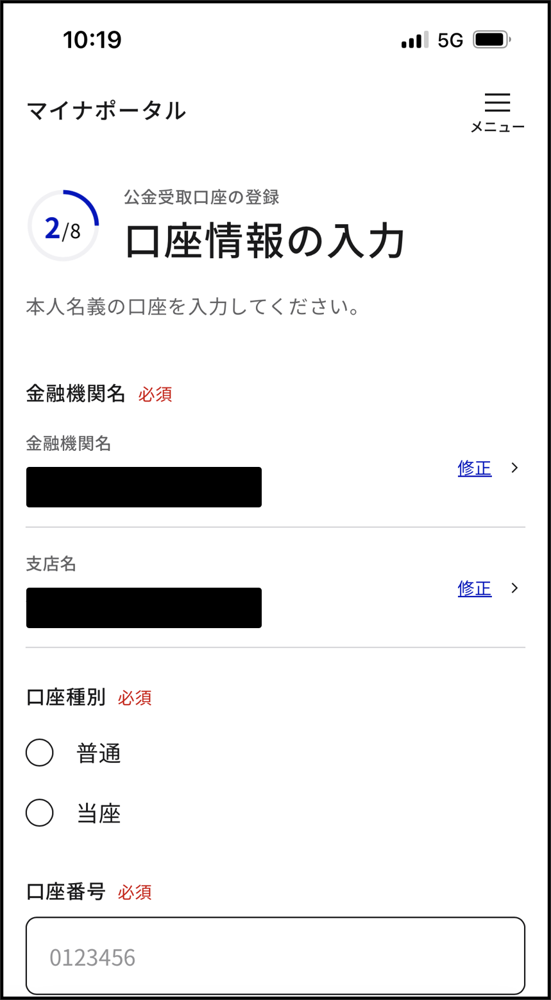 10:19
5G
マイナポータル
メニュー
公金受取口座の登録
2/8
口座情報の入力
本人名義の口座を入力してください。
金融機関名 必須
金融機関名
修正
支店名
修正
口座種別 必須
普通
当座
口座番号 必須
0123456